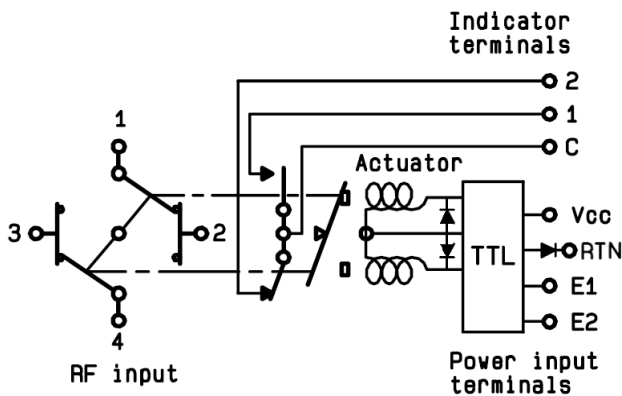 Indicator
terminals
2
1
C
1
Actuator
3
2
TTL
Vcc
RTN
E1
E2
4
RF input
Power input
terminals